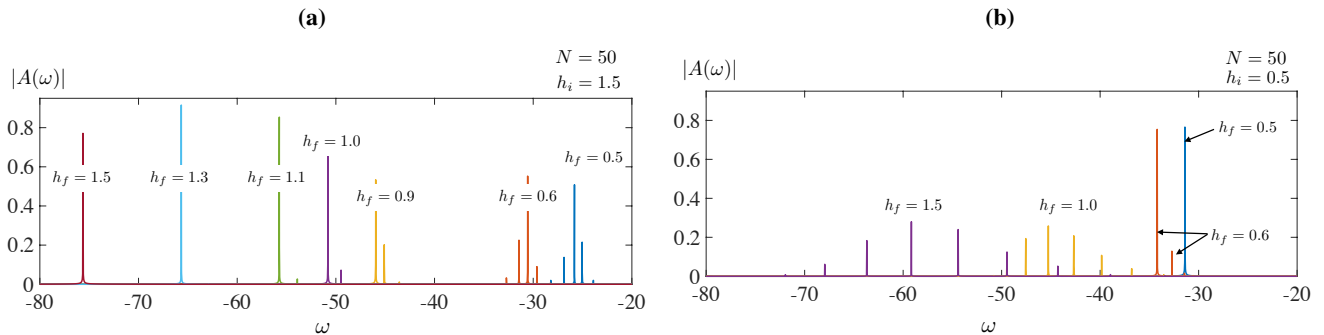 (a)
N = 50
h_i = 1.5
|A(ω)|
0.8
0.6
0.4
0.2
0
h_f = 1.5
h_f = 1.3
h_f = 1.1
h_f = 1.0
h_f = 0.9
h_f = 0.6
h_f = 0.5
-80 -70 -60 -50 -40 -30 -20
ω
(b)
N = 50
h_i = 0.5
|A(ω)|
0.8
0.6
0.4
0.2
0
h_f = 1.5
h_f = 1.0
h_f = 0.5
h_f = 0.6
-80 -70 -60 -50 -40 -30 -20
ω